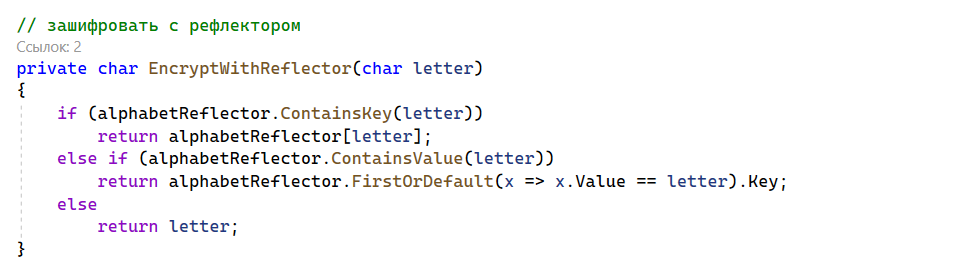 // зашифровать с рефлектором
Ссылок: 2
private char EncryptWithReflector(char letter)
{
    if (alphabetReflector.ContainsKey(letter))
        return alphabetReflector[letter];
    else if (alphabetReflector.ContainsValue(letter))
        return alphabetReflector.FirstOrDefault(x => x.Value == letter).Key;
    else
        return letter;
}